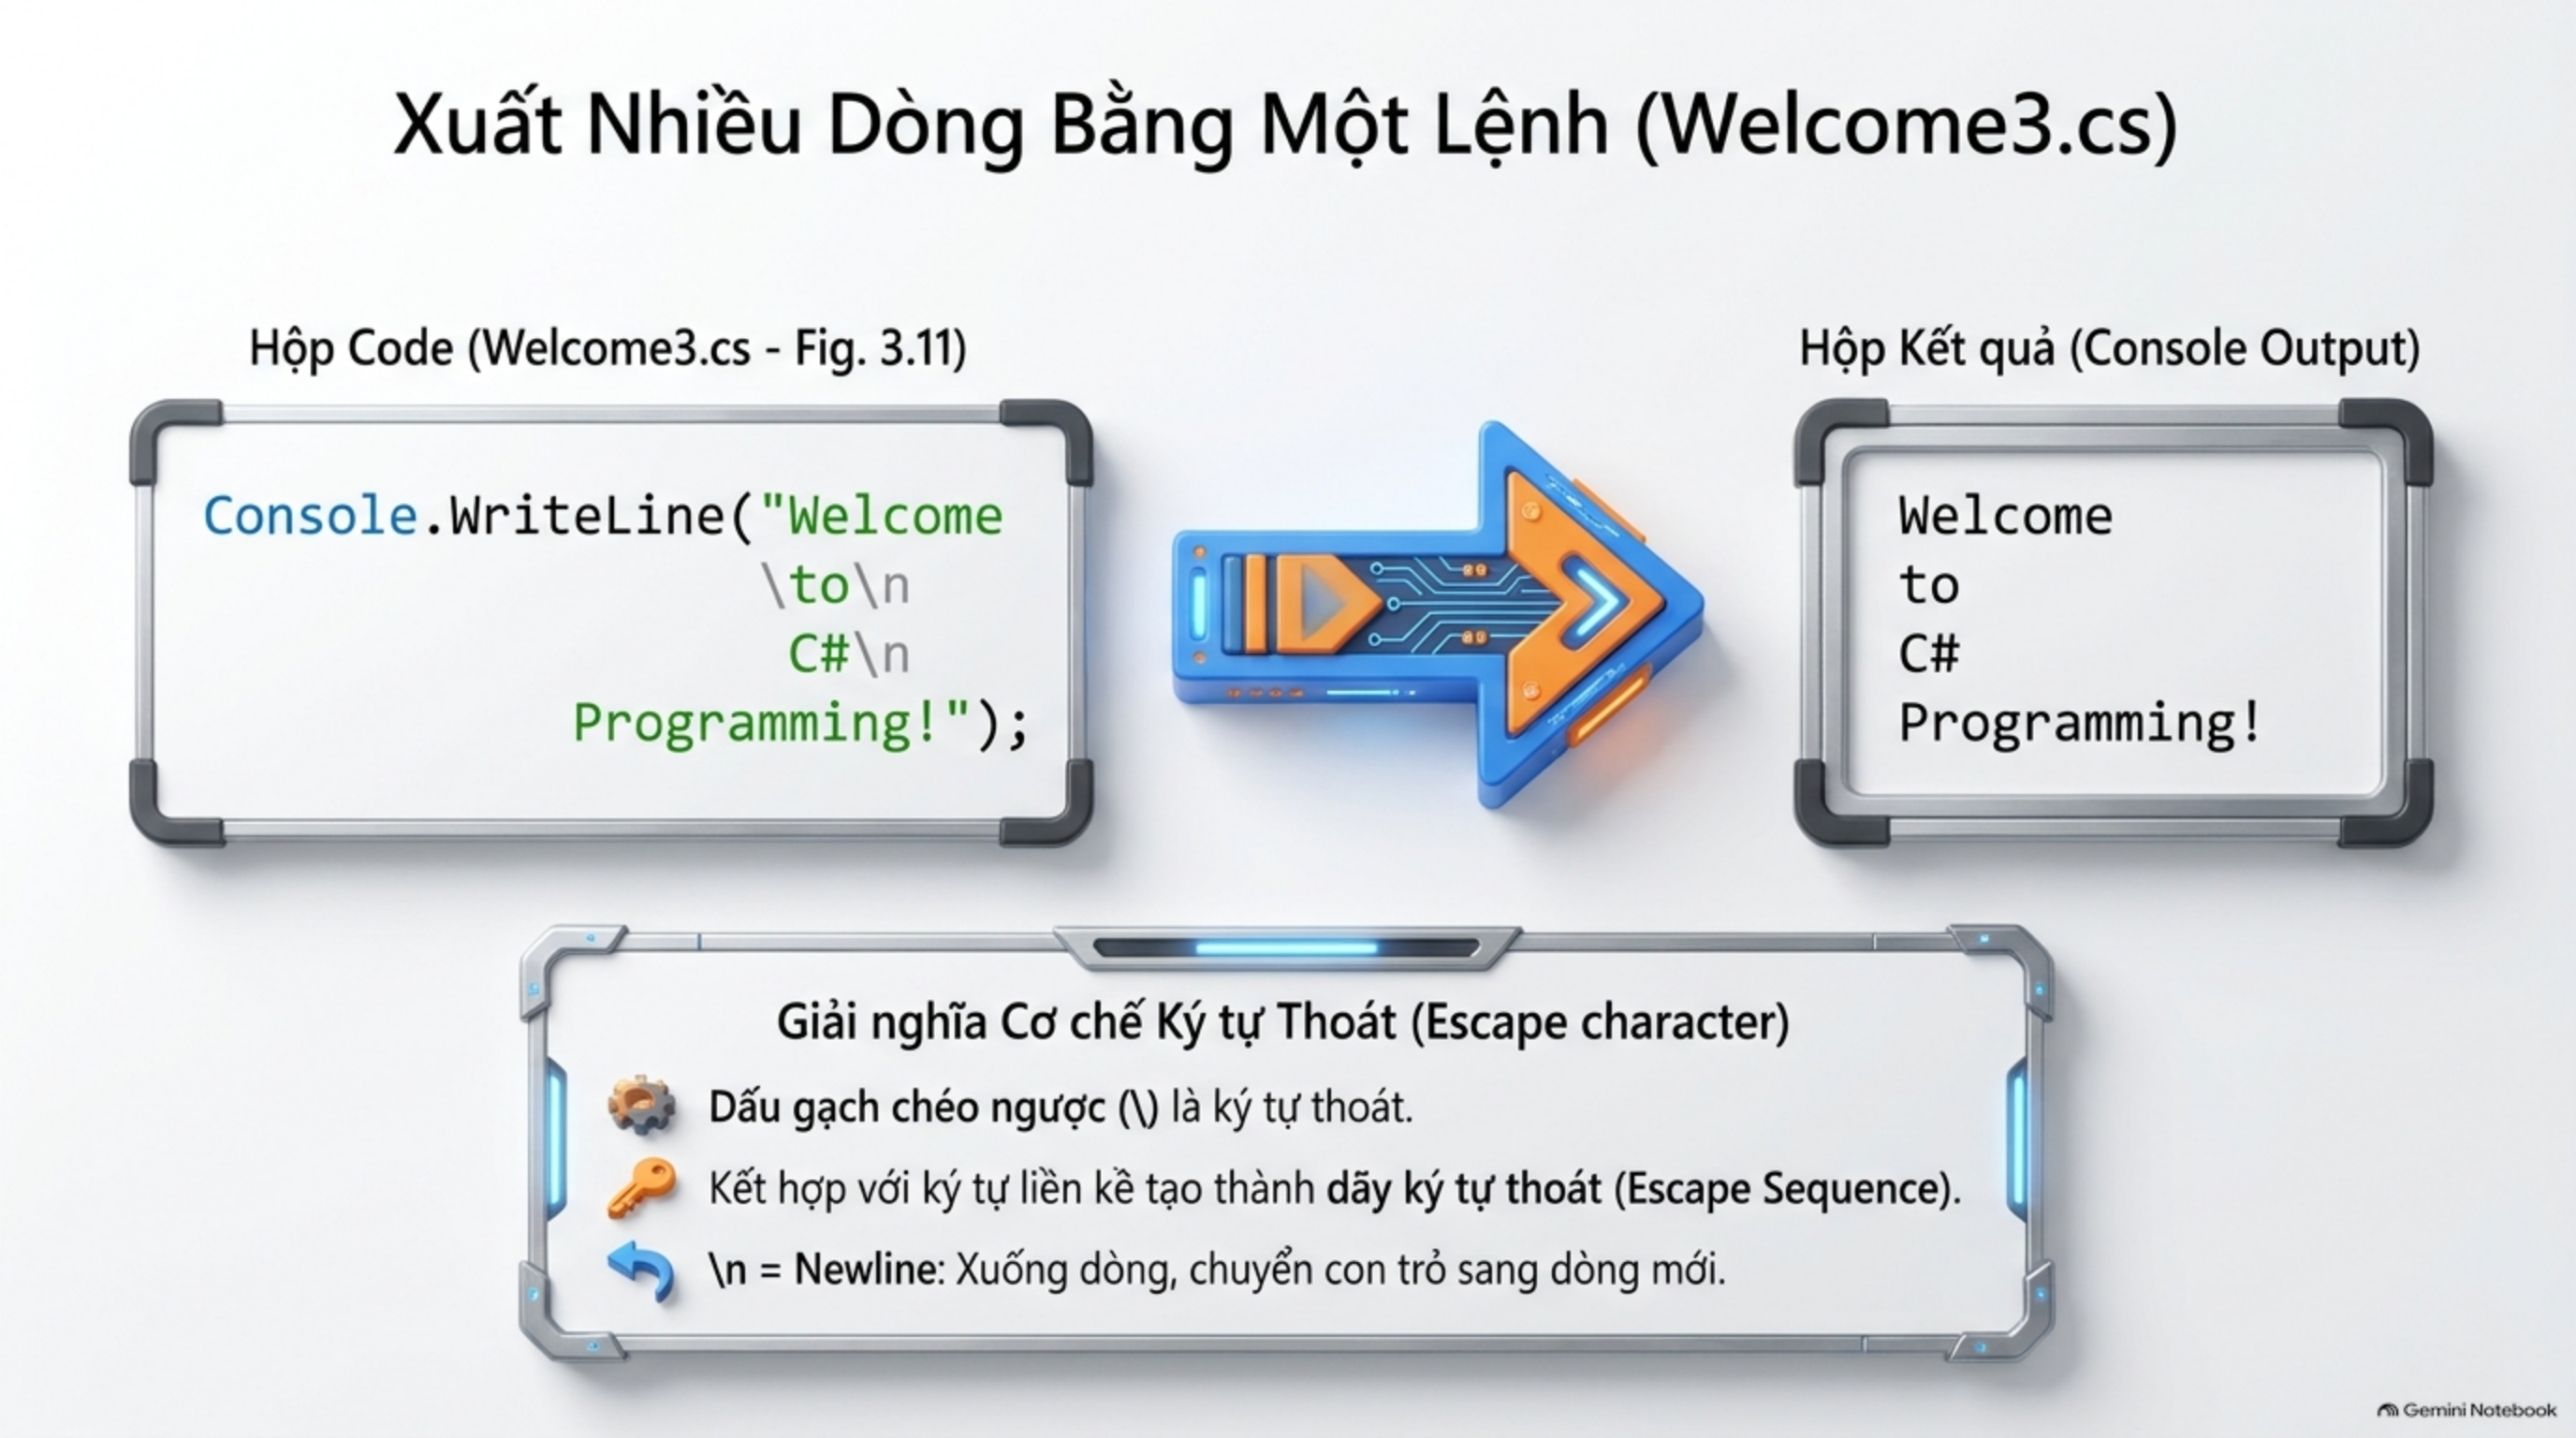 Xuất Nhiều Dòng Bằng Một Lệnh (Welcome3.cs)
Hộp Code (Welcome3.cs - Fig. 3.11)
Console.WriteLine("Welcome
\to\n
C#\n
Programming!");
Hộp Kết quả (Console Output)
Welcome
to
C#
Programming!
Giải nghĩa Cơ chế Ký tự Thoát (Escape character)
Dấu gạch chéo ngược (\) là ký tự thoát.
Kết hợp với ký tự liền kề tạo thành dãy ký tự thoát (Escape Sequence).
\n = Newline: Xuống dòng, chuyển con trỏ sang dòng mới.
Gemini Notebook